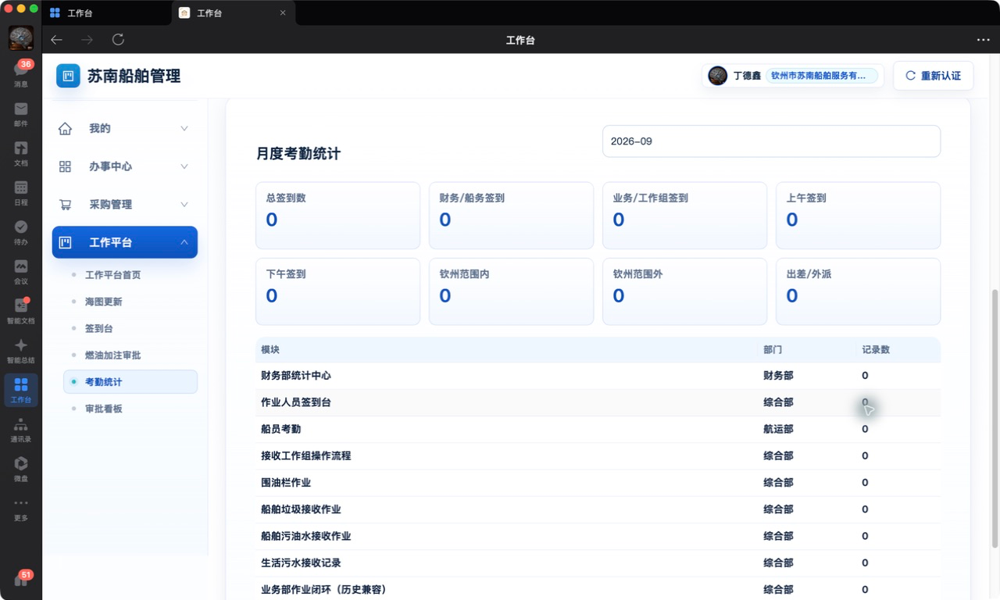 工作台
工作台
工作台
苏南船舶管理
丁德鑫 钦州市苏南船舶服务有...
重新认证
36
消息
邮件
文档
日程
待办
会议
智能文档
智能总结
工作台
通讯录
微盘
更多
51
我的
办事中心
采购管理
工作平台
工作平台首页
海图更新
签到台
燃油加注审批
考勤统计
审批看板
月度考勤统计
2026-09
总签到数
0
财务/船务签到
0
业务/工作组签到
0
上午签到
0
下午签到
0
钦州范围内
0
钦州范围外
0
出差/外派
0
模块 部门 记录数
财务部统计中心 财务部 0
作业人员签到台 综合部 0
船员考勤 航运部 0
接收工作组操作流程 综合部 0
围油栏作业 综合部 0
船舶垃圾接收作业 综合部 0
船舶污油水接收作业 综合部 0
生活污水接收记录 综合部 0
业务部作业闭环（历史兼容） 综合部 0